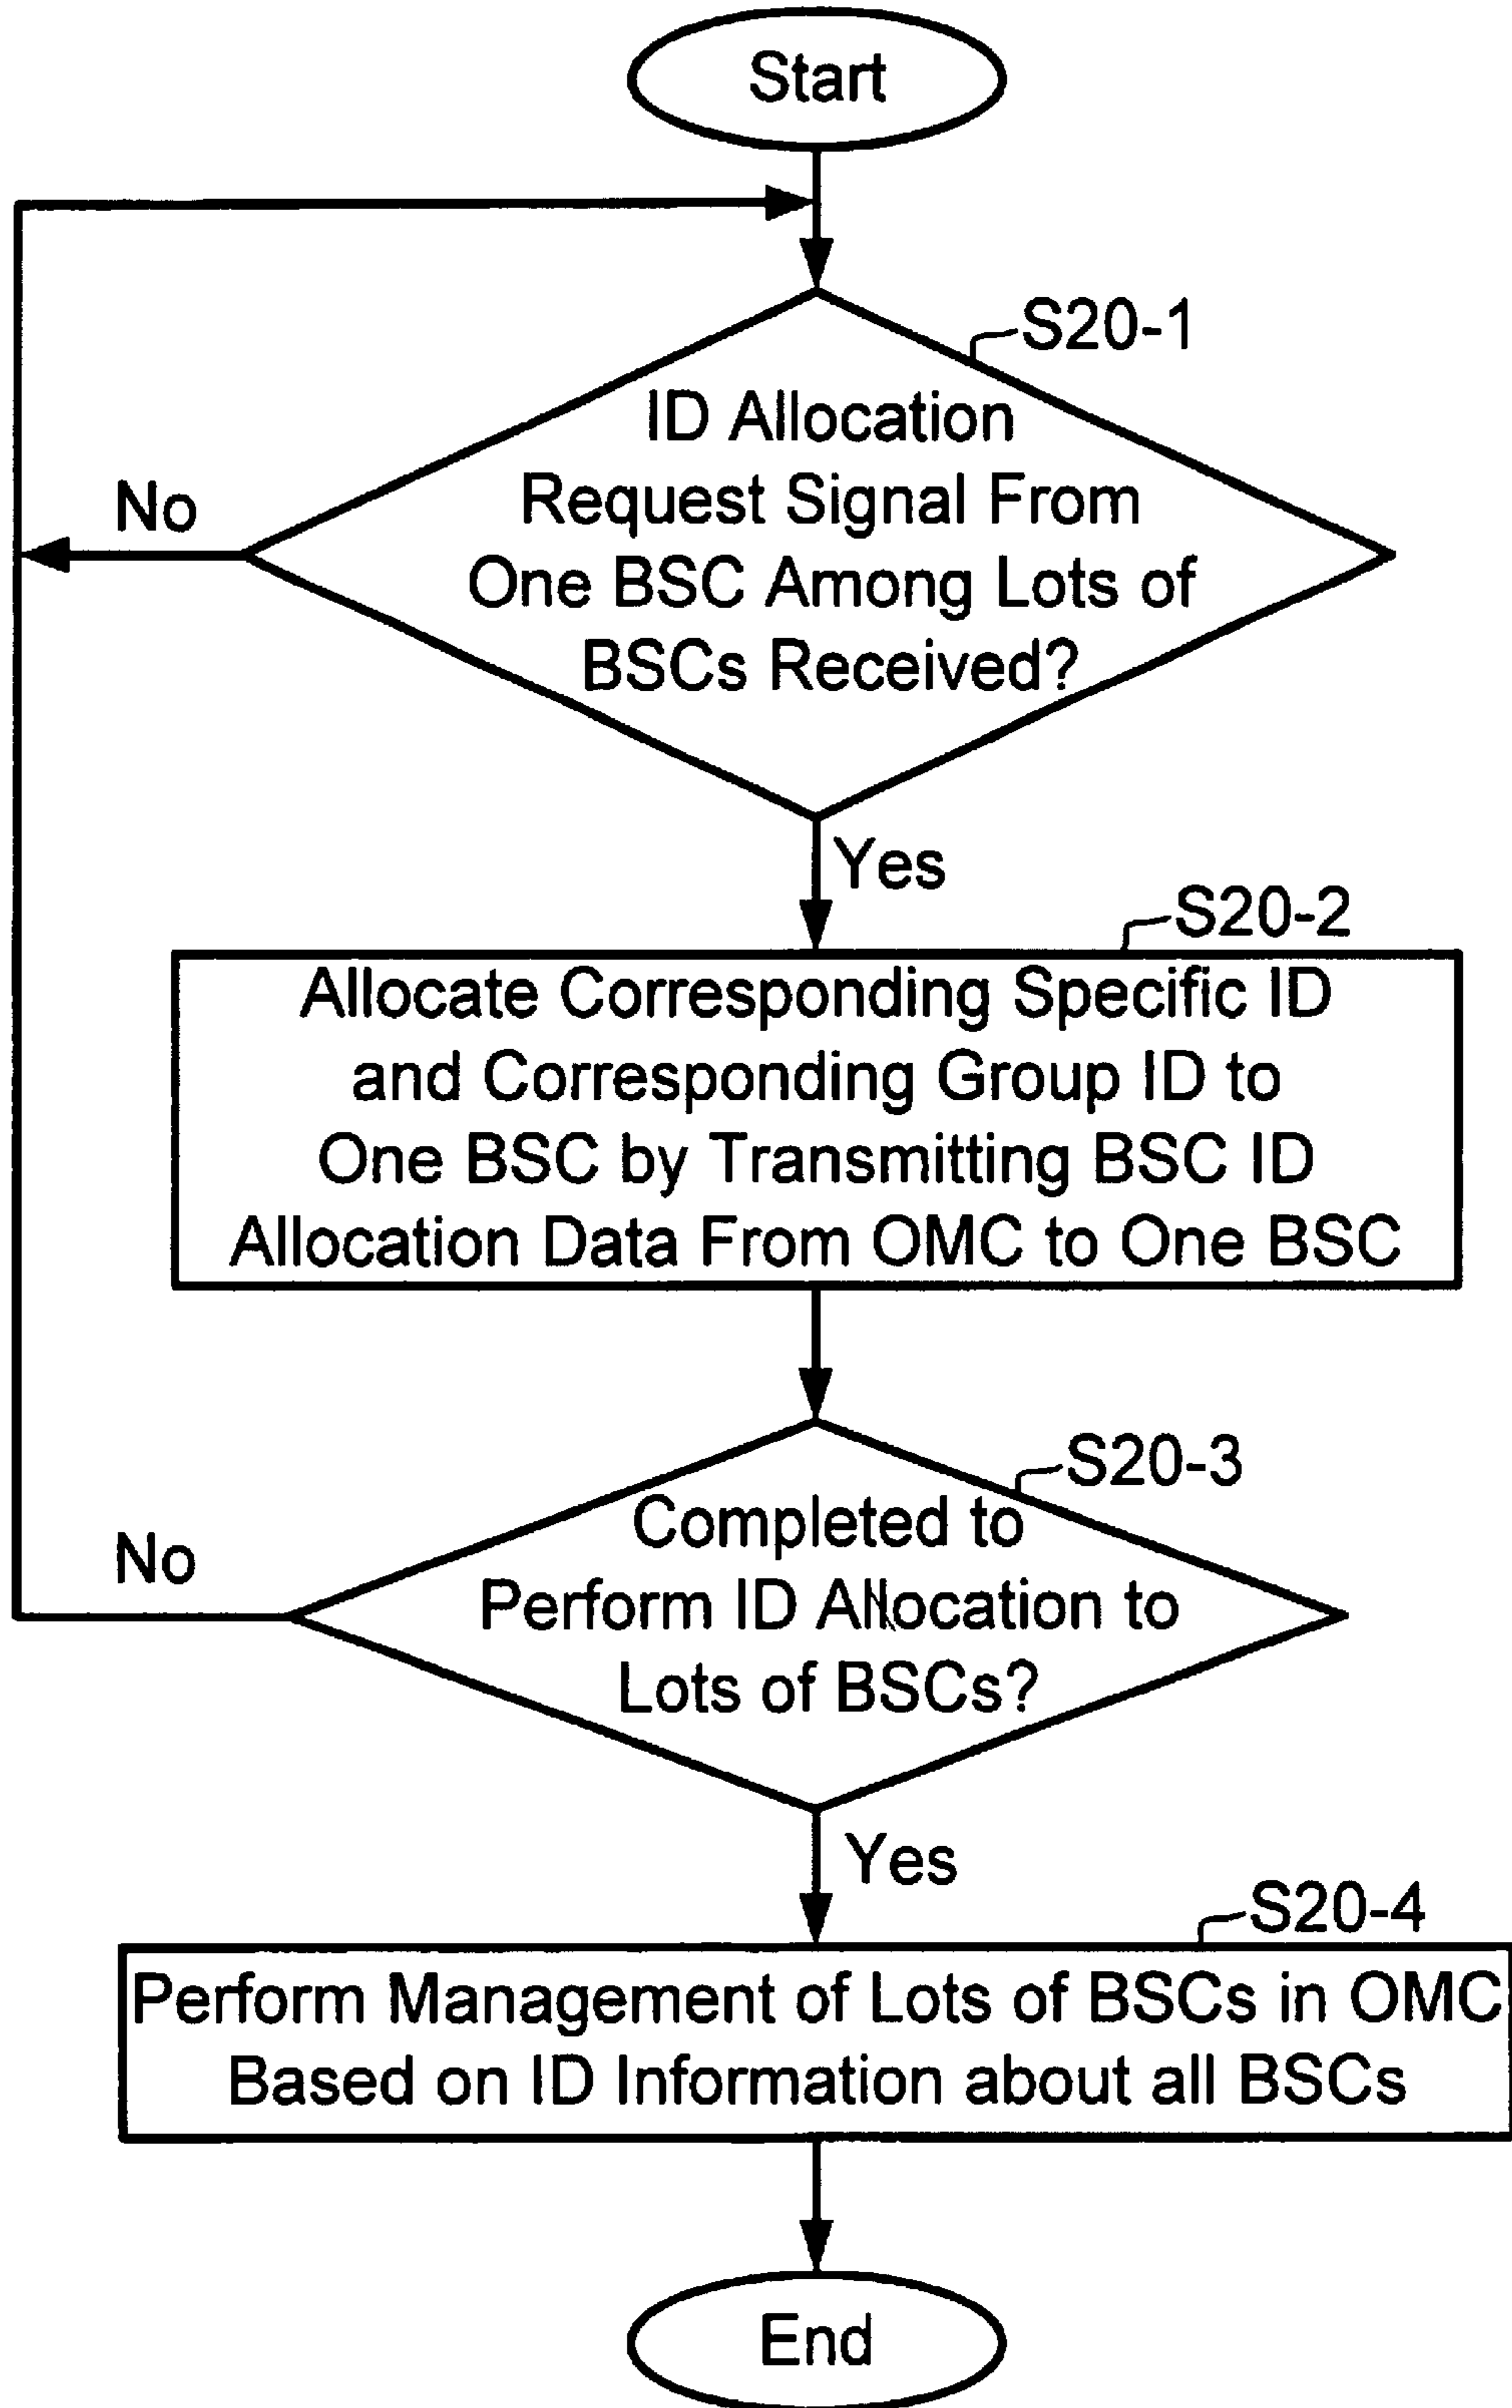 Start
S20-1
ID Allocation
Request Signal From
One BSC Among Lots of
BSCs Received?
No
Yes
S20-2
Allocate Corresponding Specific ID
and Corresponding Group ID to
One BSC by Transmitting BSC ID
Allocation Data From OMC to One BSC
S20-3
Completed to
Perform ID Allocation to
Lots of BSCs?
No
Yes
S20-4
Perform Management of Lots of BSCs in OMC
Based on ID Information about all BSCs
End